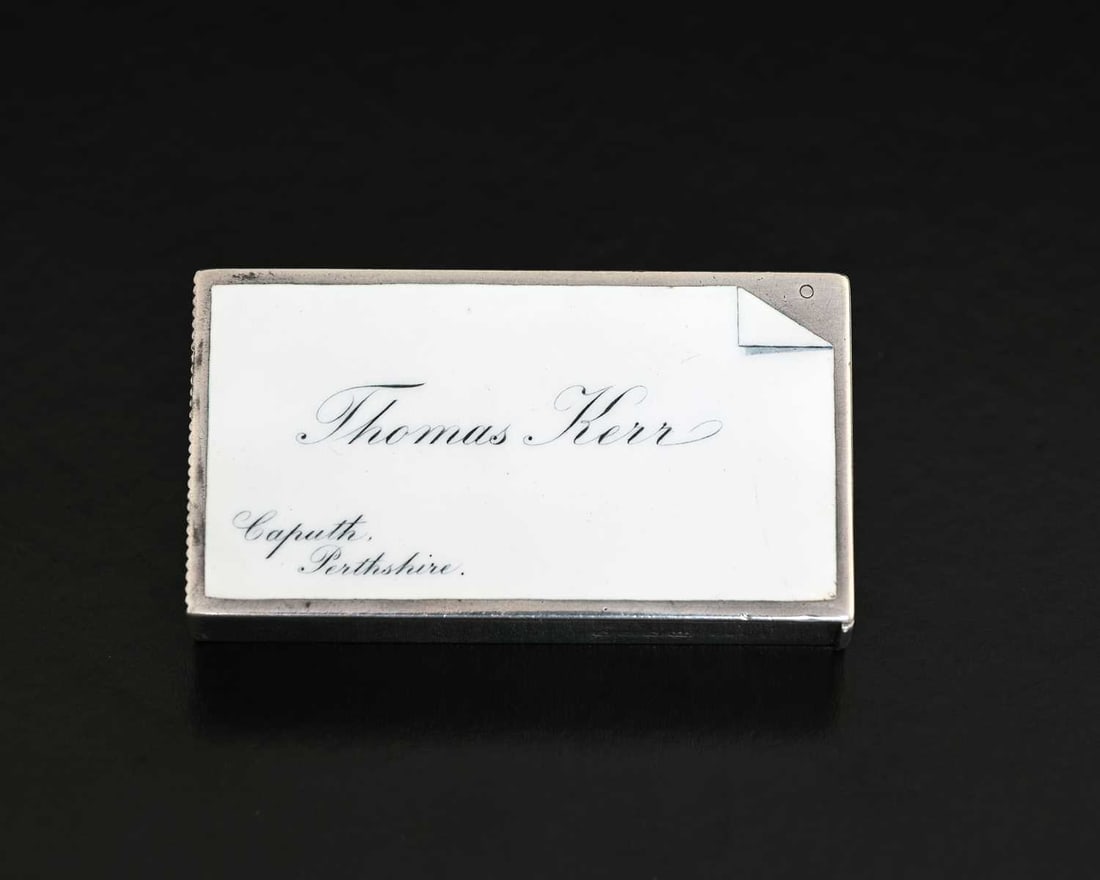 Thomas Kerr
Caputh.
Perthshire.